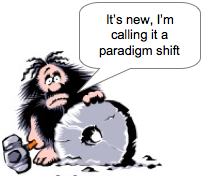 It's new, I'm
calling it a
paradigm shift